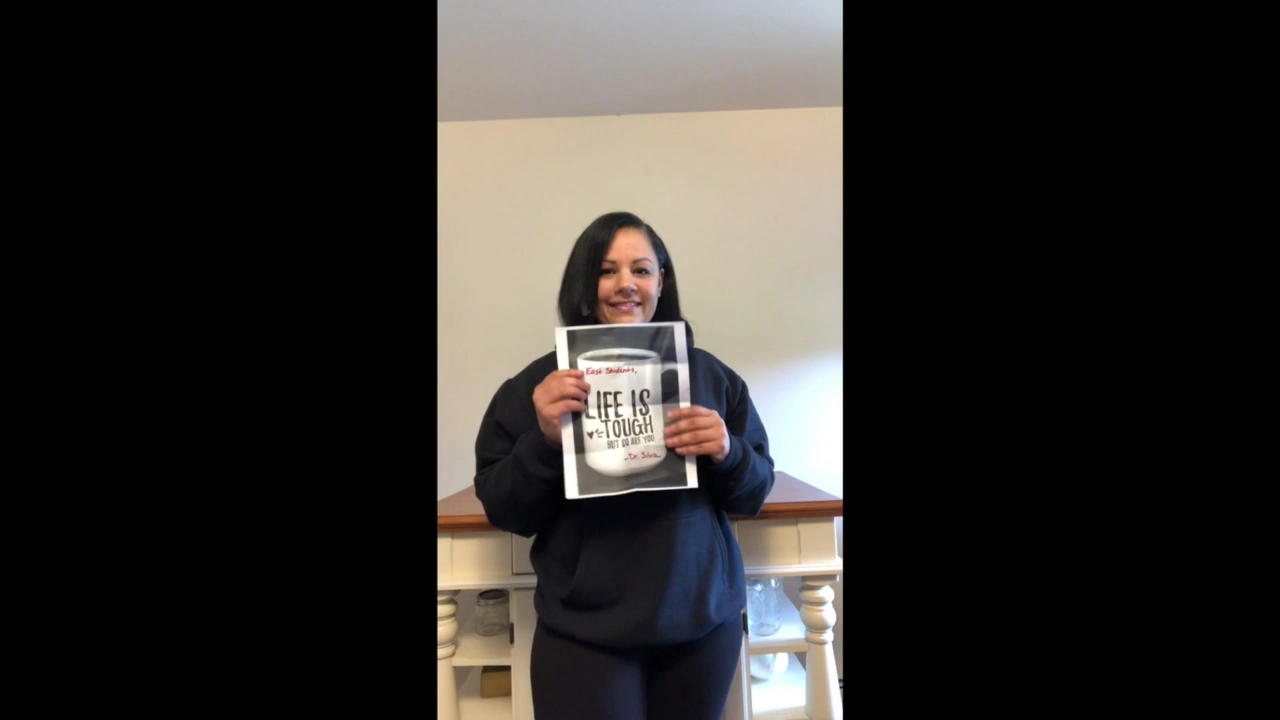 East Students,
LIFE IS
TOUGH
BUT SO ARE YOU
-Dr. Silva